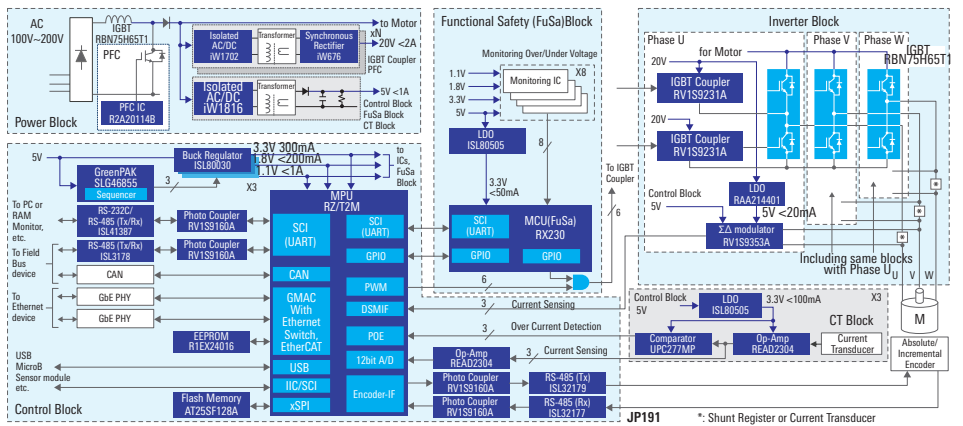 AC
100V~200V
IGBT
RBN75H65T1
PFC
PFC IC
R2A20114B
Power Block
to Motor
xN
20V <2A
Isolated
AC/DC
iW1702
Transformer
Synchronous
Rectifier
iW676
IGBT Coupler
PFC
Isolated
AC/DC
iW1816
Transformer
5V <1A
Control Block
FuSa Block
CT Block
Functional Safety (FuSa)Block
Monitoring Over/Under Voltage
1.1V
1.8V
3.3V
5V
Monitoring IC
X8
LDO
ISL80505
8
3.3V
<50mA
To IGBT
Coupler
6
SCI
(UART)
MCU(FuSa)
RX230
GPIO
GPIO
Inverter Block
Phase U
Phase V
Phase W
IGBT
RBN75H65T1
for Motor
20V
IGBT Coupler
RV1S9231A
20V
IGBT Coupler
RV1S9231A
LDO
RAA214401
Control Block
5V
5V <20mA
ΣΔ modulator
RV1S9353A
*
*
*
Including same blocks
with Phase U
U
V
W
M
5V
Buck Regulator
ISL80030
3.3V 300mA
1.8V <200mA
1.1V <1A
to
ICs,
FuSa
Block
GreenPAK
SLG46855
Sequencer
3
X3
To PC or
RAM
Monitor,
etc.
RS-232C/
RS-485 (Tx/Rx)
ISL41387
Photo Coupler
RV1S9160A
To Field
Bus
device
RS-485 (Tx/Rx)
ISL3178
Photo Coupler
RV1S9160A
CAN
To
Ethernet
device
GbE PHY
GbE PHY
EEPROM
R1EX24016
USB
MicroB
Sensor module
etc.
Flash Memory
AT25SF128A
Control Block
MPU
RZ/T2M
SCI
(UART)
SCI
(UART)
GPIO
CAN
PWM
GMAC
With
Ethernet
Switch,
EtherCAT
DSMIF
POE
12bit A/D
USB
IIC/SCI
Encoder-IF
xSPI
6
3
Current Sensing
3
Over Current Detection
Op-Amp
READ2304
3
Current Sensing
Photo Coupler
RV1S9160A
RS-485 (Tx)
ISL32179
Photo Coupler
RV1S9160A
RS-485 (Rx)
ISL32177
Control Block
5V
LDO
ISL80505
3.3V <100mA
X3
CT Block
Comparator
UPC277MP
Op-Amp
READ2304
Current
Transducer
Absolute/
Incremental
Encoder
JP191
*: Shunt Register or Current Transducer